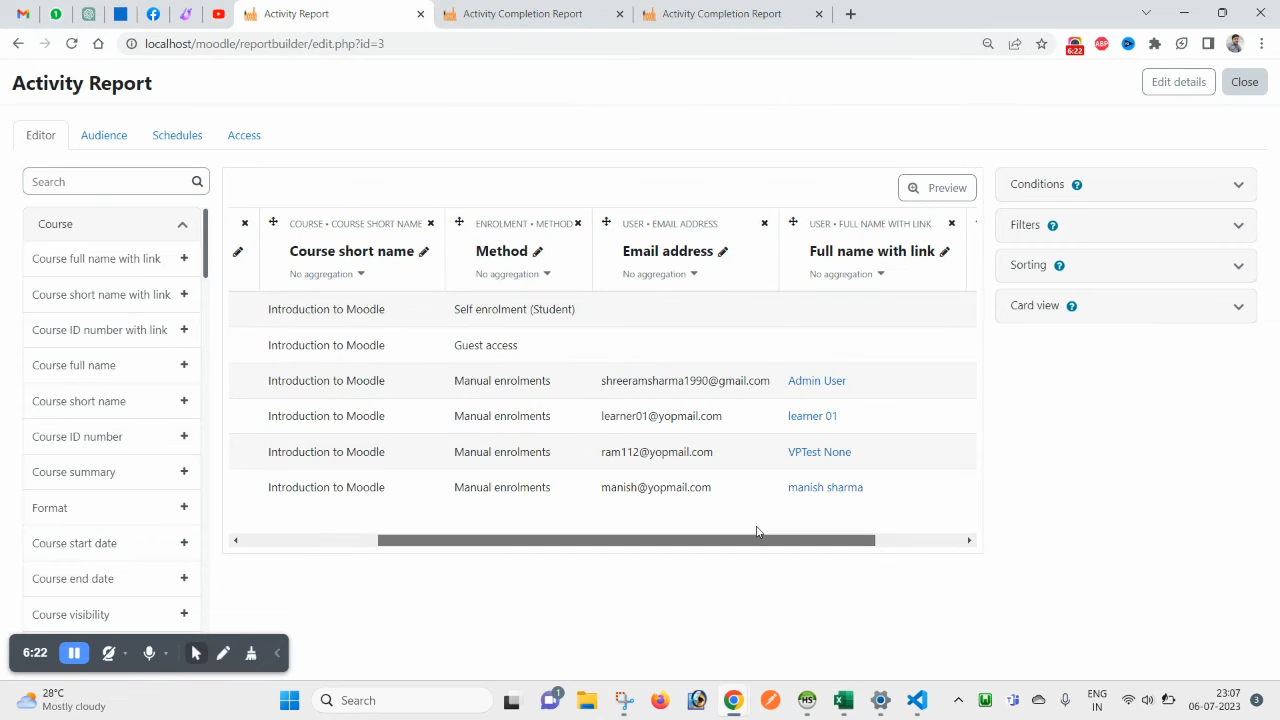 Activity Report
Activity Completion Report
Activity Completion Report
localhost/moodle/reportbuilder/edit.php?id=3
6:22
ABP
Activity Report
Edit details
Close
Editor
Audience
Schedules
Access
Search
Course
Course full name with link
Course short name with link
Course ID number with link
Course full name
Course short name
Course ID number
Course summary
Format
Course start date
Course end date
Course visibility
Preview
COURSE • COURSE SHORT NAME
ENROLMENT • METHOD
USER • EMAIL ADDRESS
USER • FULL NAME WITH LINK
Course short name
Method
Email address
Full name with link
No aggregation
No aggregation
No aggregation
No aggregation
Introduction to Moodle Self enrolment (Student)
Introduction to Moodle Guest access
Introduction to Moodle Manual enrolments shreeramsharma1990@gmail.com Admin User
Introduction to Moodle Manual enrolments learner01@yopmail.com learner 01
Introduction to Moodle Manual enrolments ram112@yopmail.com VPTest None
Introduction to Moodle Manual enrolments manish@yopmail.com manish sharma
Conditions
Filters
Sorting
Card view
6:22
28°C
Mostly cloudy
Search
1
HS
ENG
IN
23:07
06-07-2023
3